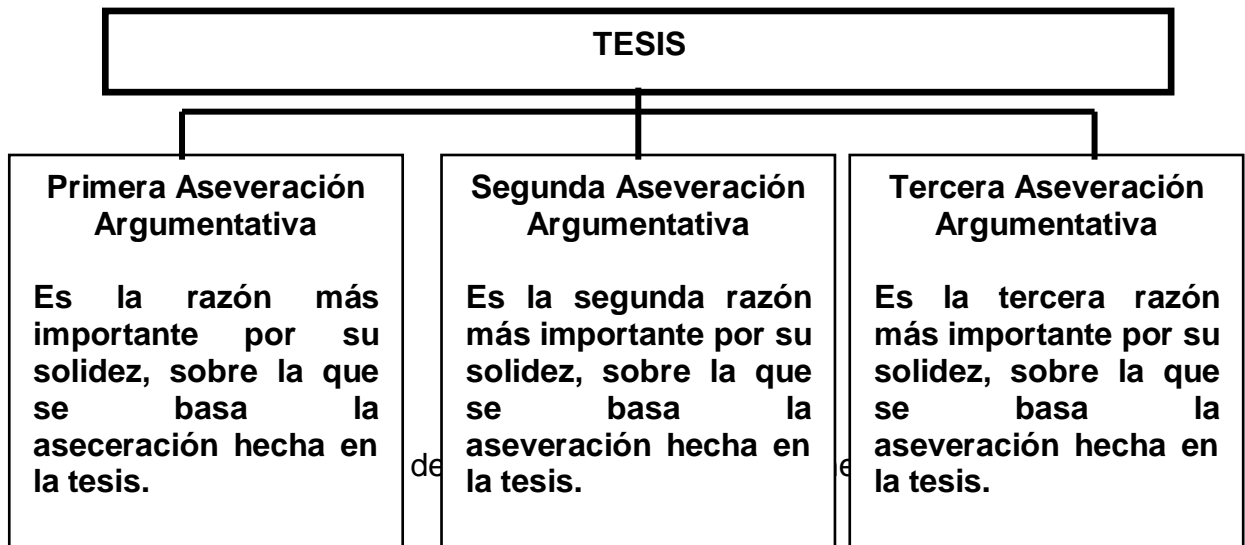 TESIS
Primera Aseveración
Argumentativa
Es la razón más
importante por su
solidez, sobre la que
se basa la
aseceración hecha en
la tesis.
Segunda Aseveración
Argumentativa
Es la segunda razón
más importante por su
solidez, sobre la que
se basa la
aseveración hecha en
la tesis.
Tercera Aseveración
Argumentativa
Es la tercera razón
más importante por su
solidez, sobre la que
se basa la
aseveración hecha en
la tesis.